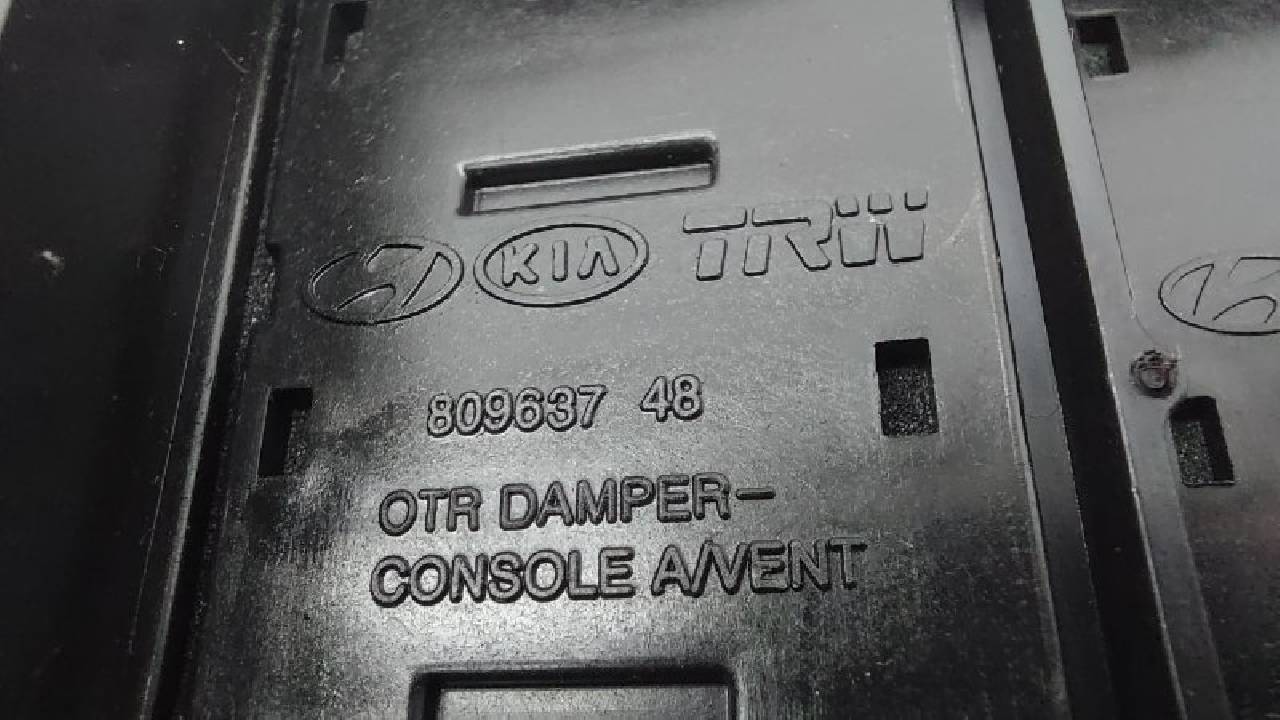 KIA TRW
809637 48
OTR DAMPER-
CONSOLE A/VENT